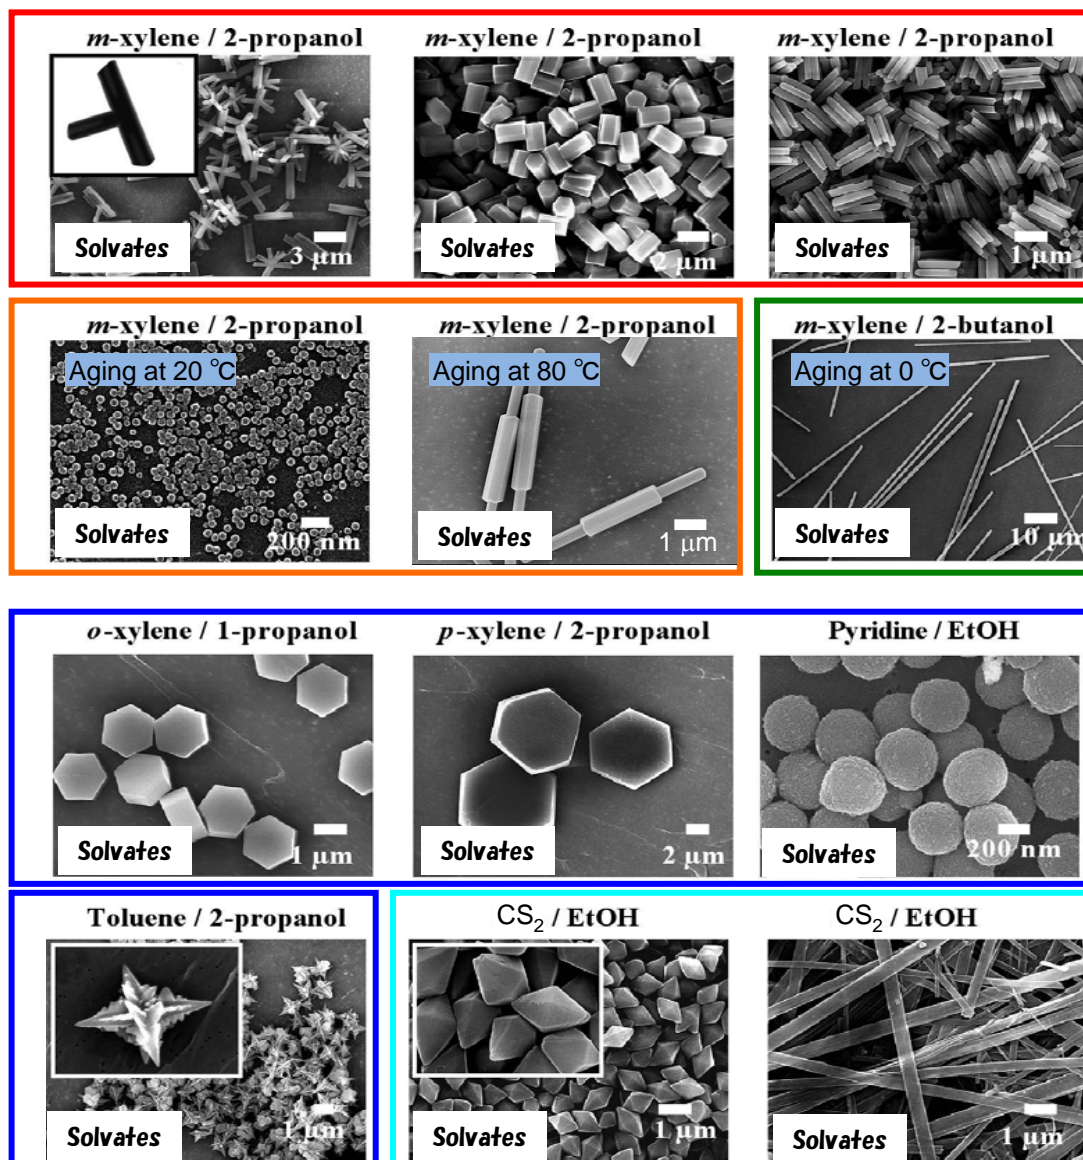 m-xylene / 2-propanol
m-xylene / 2-propanol
m-xylene / 2-propanol
Solvates
3 μm
Solvates
2 μm
Solvates
1 μm
m-xylene / 2-propanol
m-xylene / 2-propanol
m-xylene / 2-butanol
Aging at 20 ℃
Aging at 80 ℃
Aging at 0 ℃
Solvates
200 nm
Solvates
1 μm
Solvates
10 μm
o-xylene / 1-propanol
p-xylene / 2-propanol
Pyridine / EtOH
Solvates
1 μm
Solvates
2 μm
Solvates
200 nm
Toluene / 2-propanol
CS₂ / EtOH
CS₂ / EtOH
Solvates
1 μm
Solvates
1 μm
Solvates
1 μm